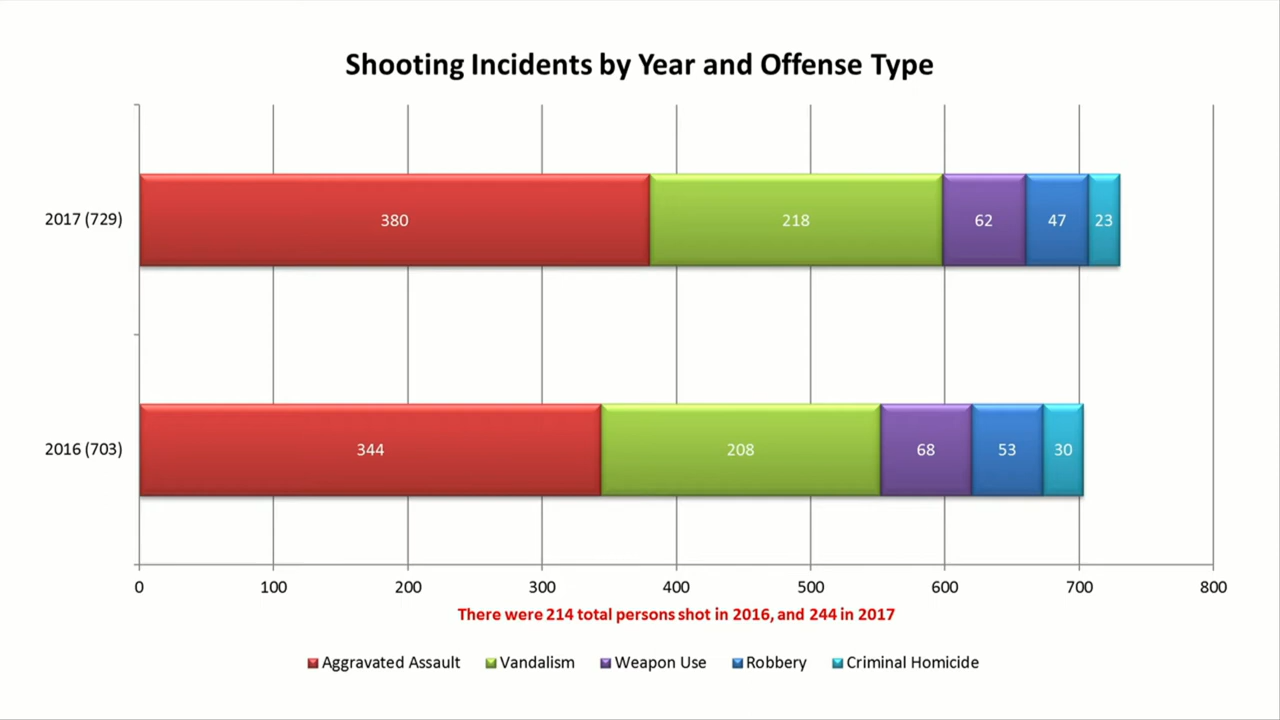 Shooting Incidents by Year and Offense Type
2017 (729)
380 218 62 47 23
2016 (703)
344 208 68 53 30
0 100 200 300 400 500 600 700 800
There were 214 total persons shot in 2016, and 244 in 2017
Aggravated Assault Vandalism Weapon Use Robbery Criminal Homicide